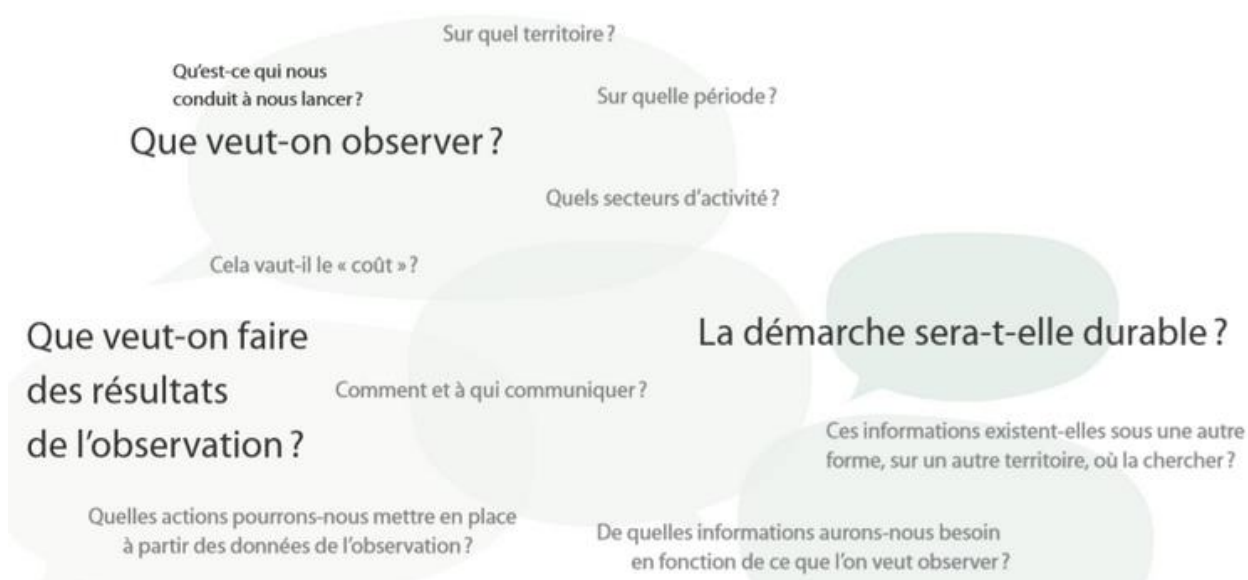 Sur quel territoire ?
Qu'est-ce qui nous
conduit à nous lancer ?
Sur quelle période ?
Que veut-on observer ?
Quels secteurs d'activité ?
Cela vaut-il le « coût » ?
Que veut-on faire
des résultats
de l'observation ?
La démarche sera-t-elle durable ?
Comment et à qui communiquer ?
Ces informations existent-elles sous une autre
forme, sur un autre territoire, où la chercher ?
Quelles actions pourrons-nous mettre en place
à partir des données de l'observation ?
De quelles informations aurons-nous besoin
en fonction de ce que l'on veut observer ?